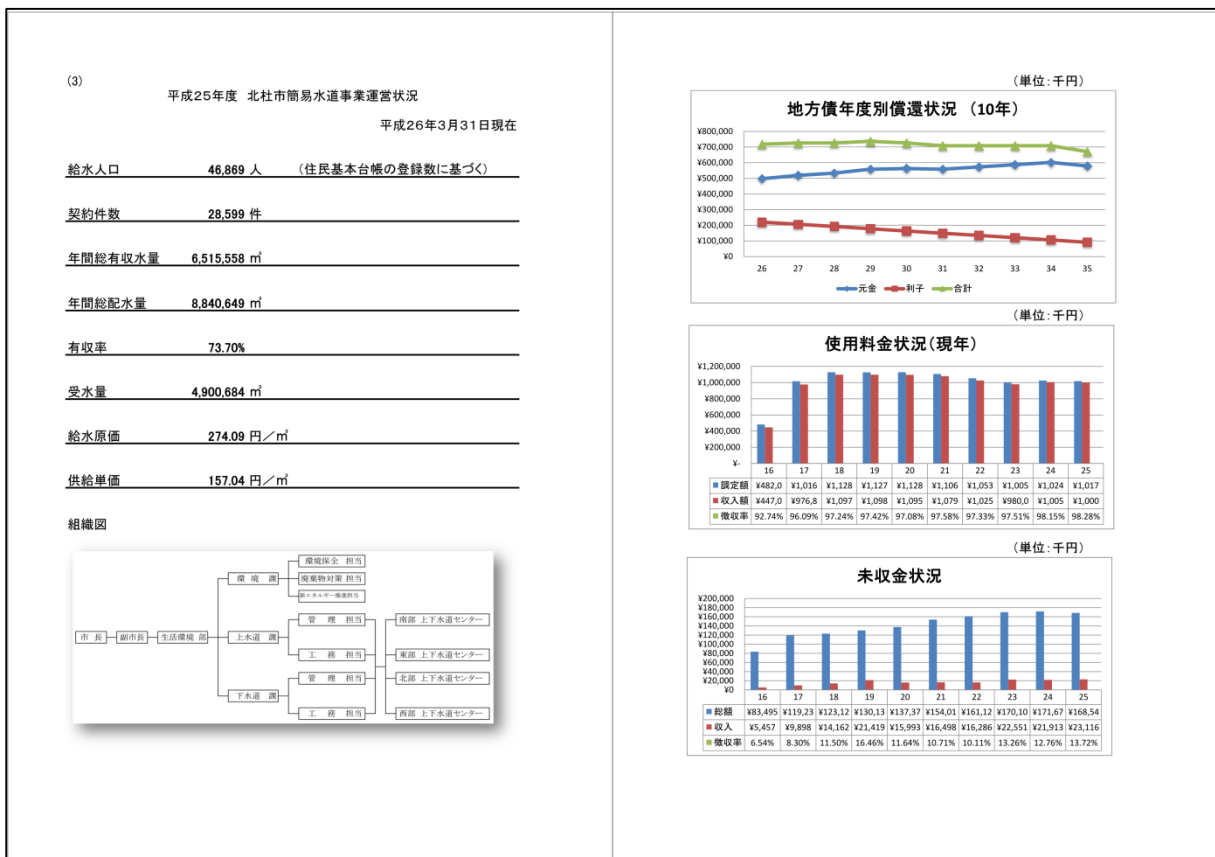 (3)
平成25年度 北杜市簡易水道事業運営状況
平成26年3月31日現在
給水人口 46,869 人 (住民基本台帳の登録数に基づく)
契約件数 28,599 件
年間総有収水量 6,515,558 ㎥
年間総配水量 8,840,649 ㎥
有収率 73.70%
受水量 4,900,684 ㎥
給水原価 274.09 円/㎥
供給単価 157.04 円/㎥
組織図
環境保全 担当
環境課 廃棄物対策 担当
新エネルギー推進担当
管理 担当 南部 上下水道センター
市長 副市長 生活環境 部 上水道 課
工務 担当 東部 上下水道センター
管理 担当 北部 上下水道センター
下水道 課
工務 担当 西部 上下水道センター
(単位:千円)
地方債年度別償還状況 (10年)
¥800,000
¥700,000
¥600,000
¥500,000
¥400,000
¥300,000
¥200,000
¥100,000
¥0
26 27 28 29 30 31 32 33 34 35
元金 利子 合計
(単位:千円)
使用料金状況(現年)
¥1,200,000
¥1,000,000
¥800,000
¥600,000
¥400,000
¥200,000
¥-
16 17 18 19 20 21 22 23 24 25
調定額 ¥482,0 ¥1,016 ¥1,128 ¥1,127 ¥1,128 ¥1,106 ¥1,053 ¥1,005 ¥1,024 ¥1,017
収入額 ¥447,0 ¥976,8 ¥1,097 ¥1,098 ¥1,095 ¥1,079 ¥1,025 ¥980,0 ¥1,005 ¥1,000
徴収率 92.74% 96.09% 97.24% 97.42% 97.08% 97.58% 97.33% 97.51% 98.15% 98.28%
(単位:千円)
未収金状況
¥200,000
¥180,000
¥160,000
¥140,000
¥120,000
¥100,000
¥80,000
¥60,000
¥40,000
¥20,000
¥0
16 17 18 19 20 21 22 23 24 25
総額 ¥83,495 ¥119,23 ¥123,12 ¥130,13 ¥137,37 ¥154,01 ¥161,12 ¥170,10 ¥171,67 ¥168,54
収入 ¥5,457 ¥9,898 ¥14,162 ¥21,419 ¥15,993 ¥16,498 ¥16,286 ¥22,551 ¥21,913 ¥23,116
徴収率 6.54% 8.30% 11.50% 16.46% 11.64% 10.71% 10.11% 13.26% 12.76% 13.72%